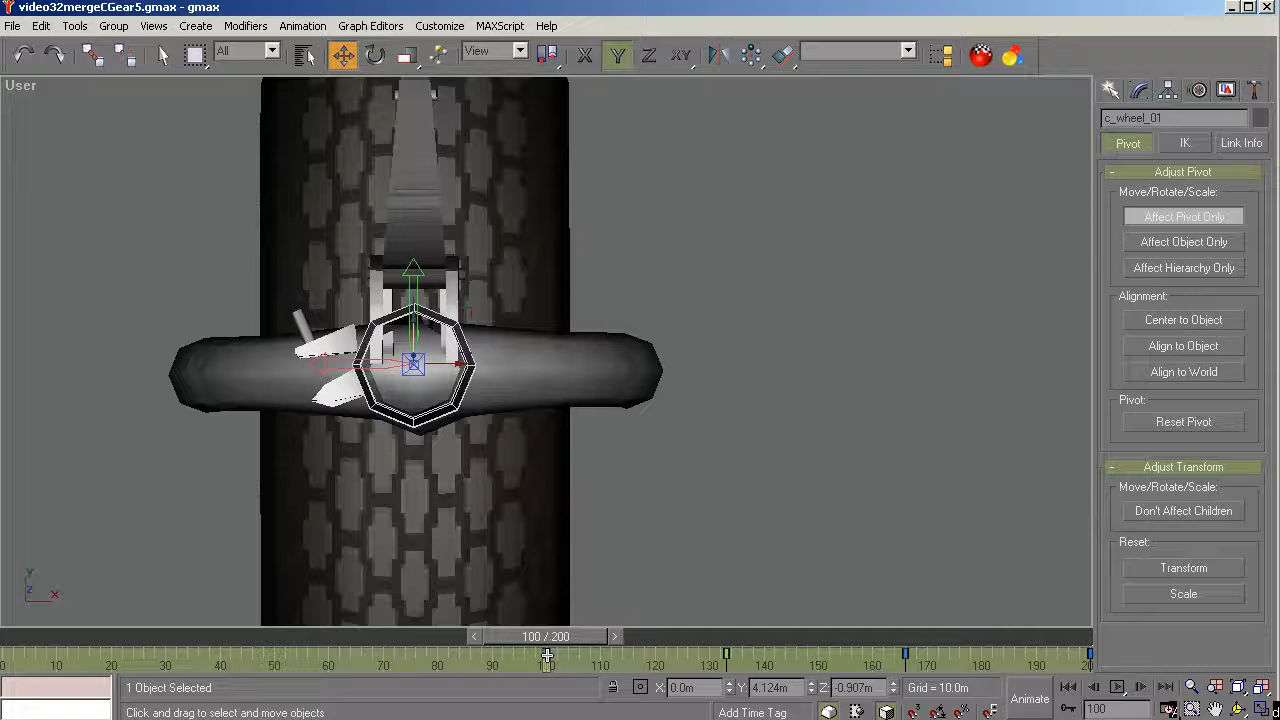 video32mergeCGear5.gmax - gmax
File Edit Tools Group Views Create Modifiers Animation Graph Editors Customize MAXScript Help
All View X Y Z XY
User
c_wheel_01
Pivot IK Link Info
- Adjust Pivot
Move/Rotate/Scale:
Affect Pivot Only
Affect Object Only
Affect Hierarchy Only
Alignment:
Center to Object
Align to Object
Align to World
Pivot:
Reset Pivot
- Adjust Transform
Move/Rotate/Scale:
Don't Affect Children
Reset:
Transform
Scale
y
z x
< 100 / 200 >
0 10 20 30 40 50 60 70 80 90 110 120 130 140 150 160 170 180 190
1 Object Selected X: 0.0m Y: 4.124m Z: -0.907m Grid = 10.0m Animate
Click and drag to select and move objects Add Time Tag 100